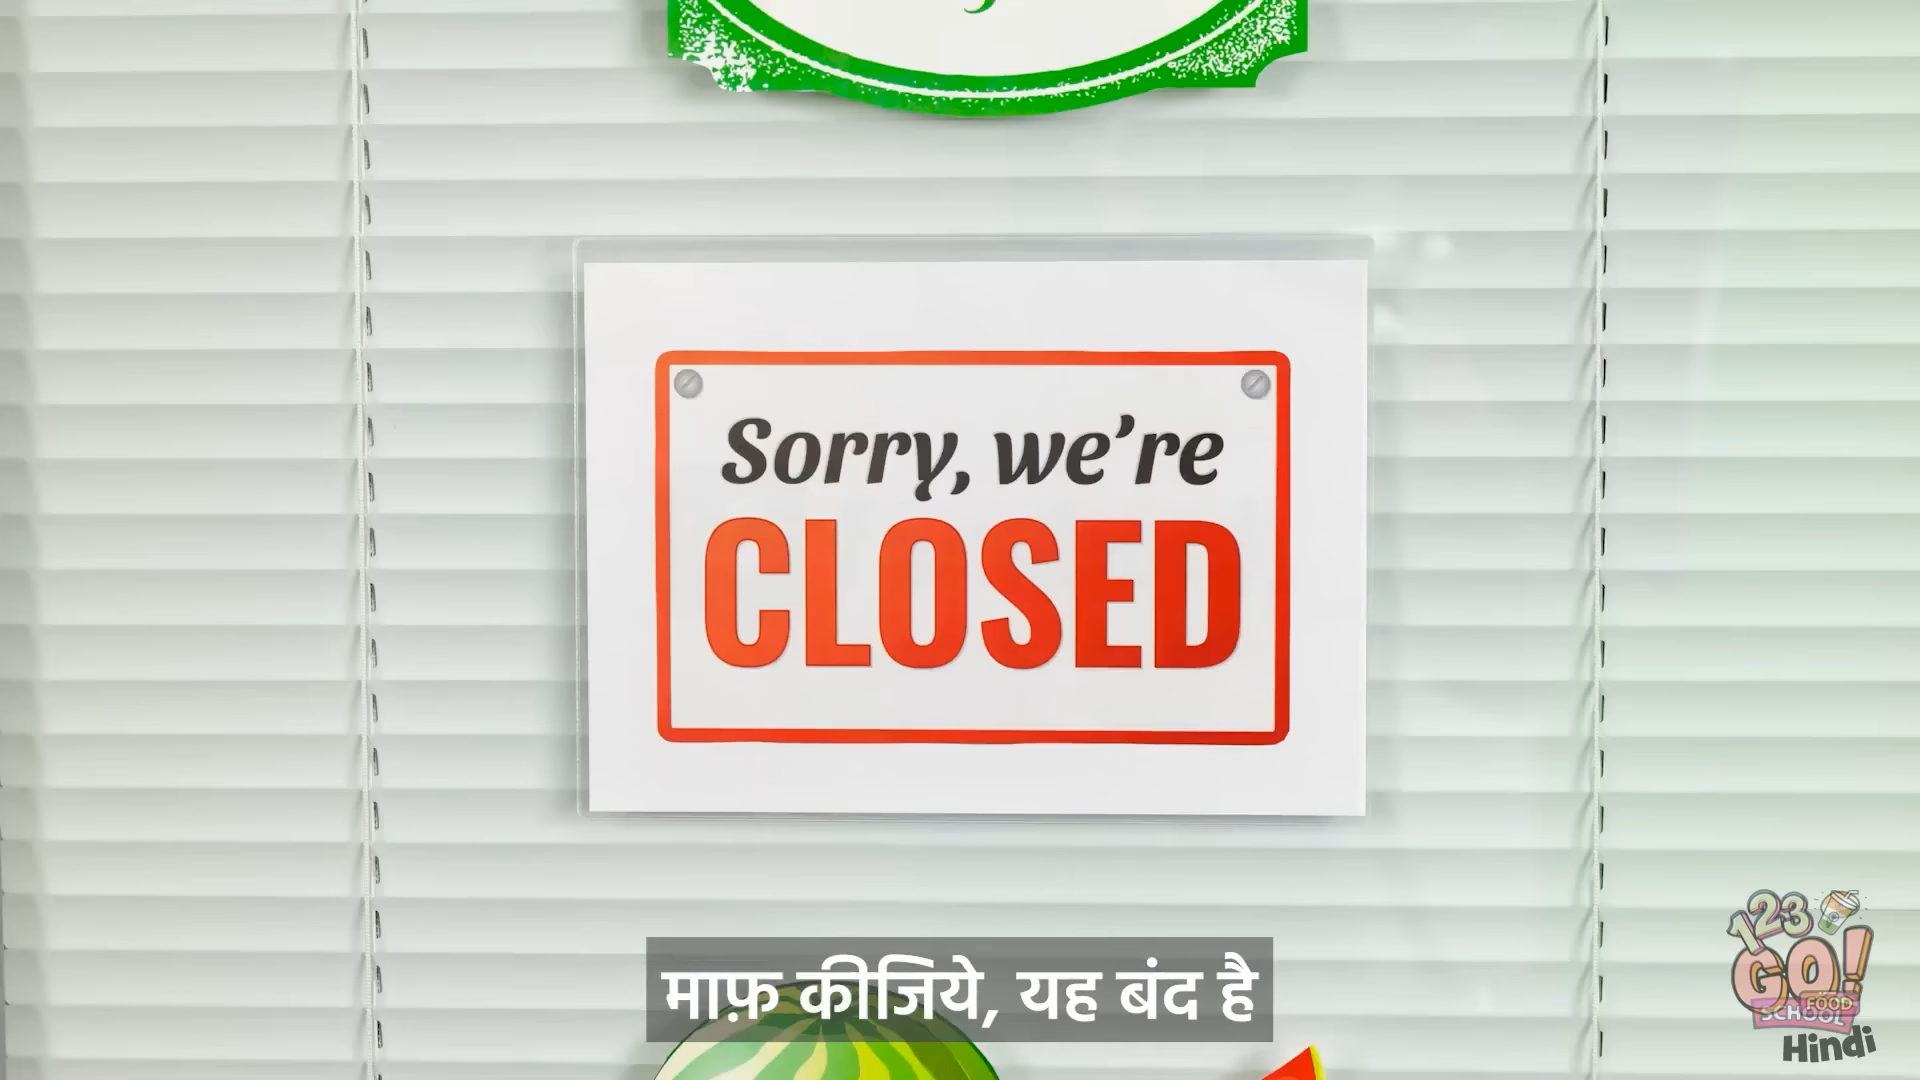 Sorry, we're
CLOSED
माफ़ कीजिये, यह बंद है
123
GO!
FOOD
SCHOOL
Hindi